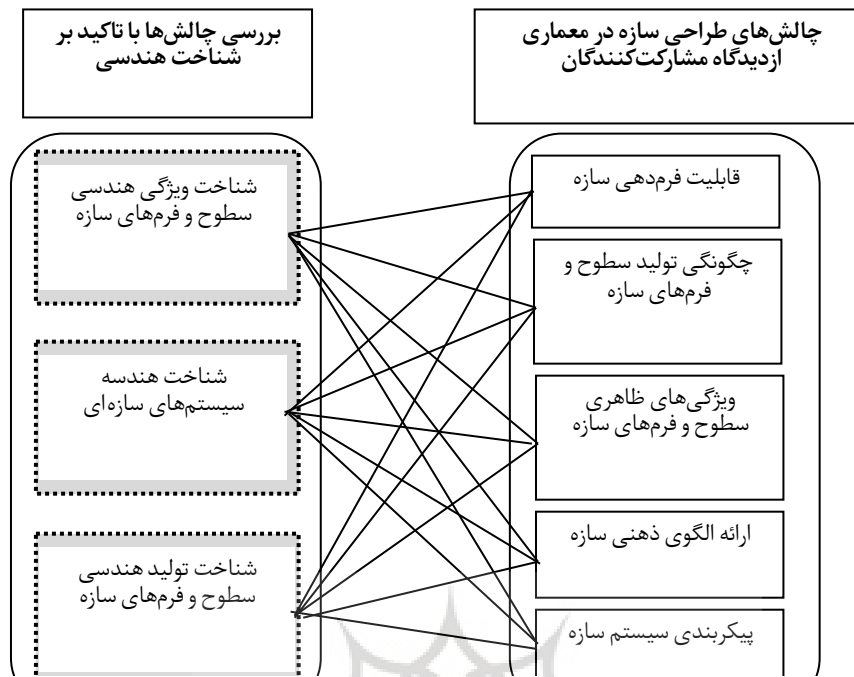 چالش‌های طراحی سازه در معماری
ازدیدگاه مشارکت‌کنندگان
قابلیت فرم‌دهی سازه
چگونگی تولید سطوح و
فرم‌های سازه
ویژگی‌های ظاهری
سطوح و فرم‌های سازه
ارائه الگوی ذهنی سازه
پیکربندی سیستم سازه
بررسی چالش‌ها با تاکید بر
شناخت هندسی
شناخت ویژگی هندسی
سطوح و فرم‌های سازه
شناخت هندسه
سیستم‌های سازه‌ای
شناخت تولید هندسی
سطوح و فرم‌های سازه